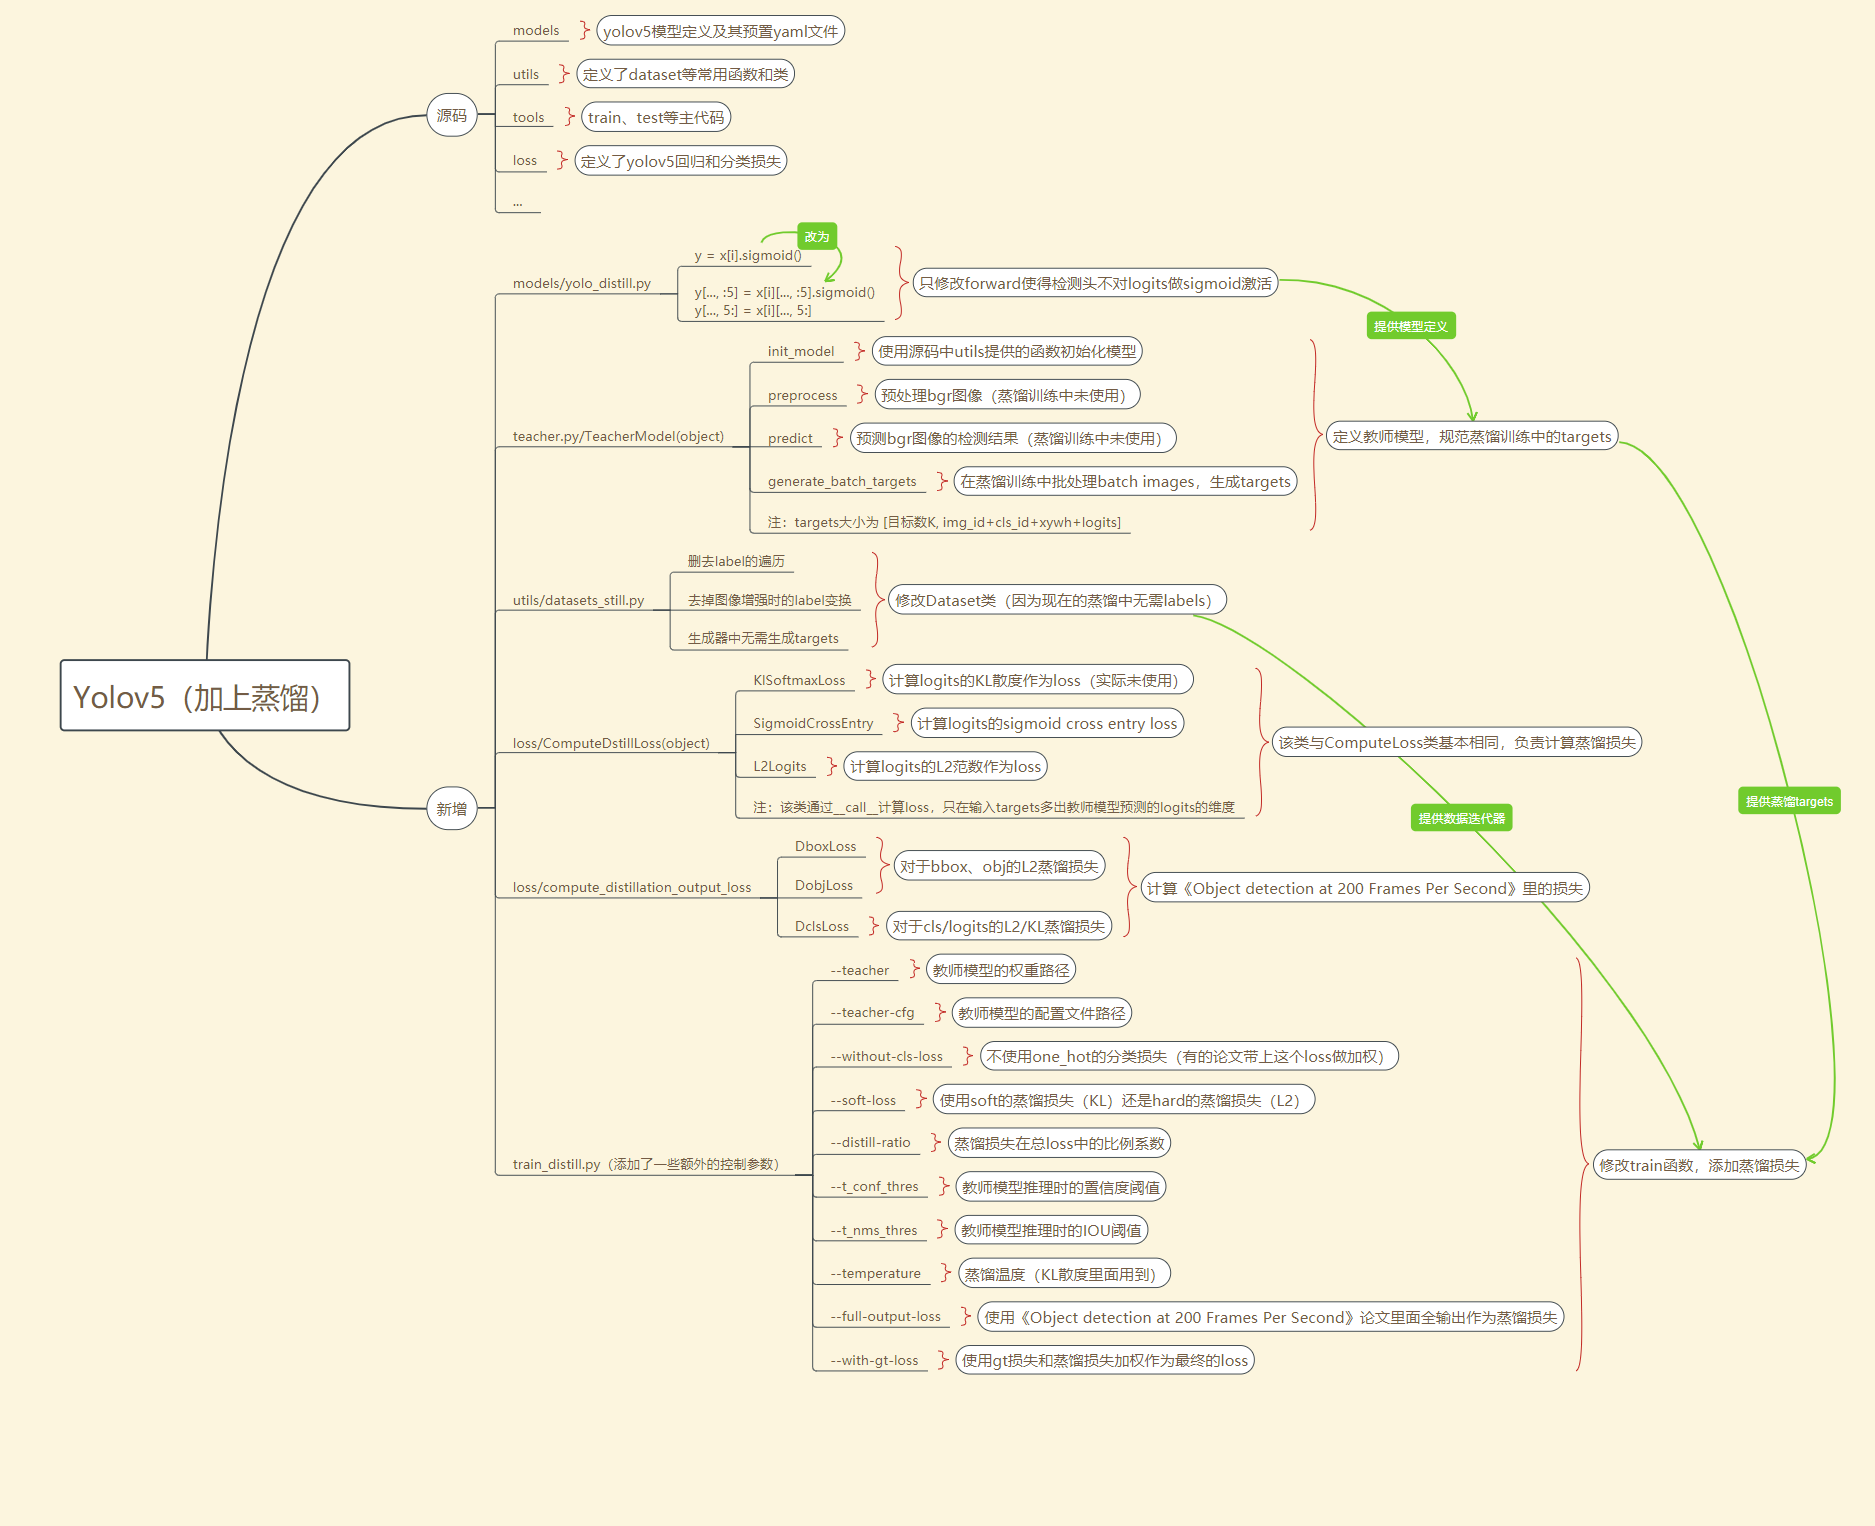 Yolov5（加上蒸馏）
源码
models
yolov5模型定义及其预置yaml文件
utils
定义了dataset等常用函数和类
tools
train、test等主代码
loss
定义了yolov5回归和分类损失
...
新增
models/yolo_distill.py
y = x[i].sigmoid()
改为
y[..., :5] = x[i][..., :5].sigmoid()
y[..., 5:] = x[i][..., 5:]
只修改forward使得检测头不对logits做sigmoid激活
提供模型定义
teacher.py/TeacherModel(object)
init_model
使用源码中utils提供的函数初始化模型
preprocess
预处理bgr图像（蒸馏训练中未使用）
predict
预测bgr图像的检测结果（蒸馏训练中未使用）
generate_batch_targets
在蒸馏训练中批处理batch images，生成targets
注：targets大小为 [目标数K, img_id+cls_id+xywh+logits]
定义教师模型，规范蒸馏训练中的targets
提供蒸馏targets
utils/datasets_still.py
删去label的遍历
去掉图像增强时的label变换
生成器中无需生成targets
修改Dataset类（因为现在的蒸馏中无需labels）
提供数据迭代器
loss/ComputeDstillLoss(object)
KlSoftmaxLoss
计算logits的KL散度作为loss（实际未使用）
SigmoidCrossEntry
计算logits的sigmoid cross entry loss
L2Logits
计算logits的L2范数作为loss
注：该类通过__call__计算loss，只在输入targets多出教师模型预测的logits的维度
该类与ComputeLoss类基本相同，负责计算蒸馏损失
loss/compute_distillation_output_loss
DboxLoss
DobjLoss
对于bbox、obj的L2蒸馏损失
DclsLoss
对于cls/logits的L2/KL蒸馏损失
计算《Object detection at 200 Frames Per Second》里的损失
train_distill.py（添加了一些额外的控制参数）
--teacher
教师模型的权重路径
--teacher-cfg
教师模型的配置文件路径
--without-cls-loss
不使用one_hot的分类损失（有的论文带上这个loss做加权）
--soft-loss
使用soft的蒸馏损失（KL）还是hard的蒸馏损失（L2）
--distill-ratio
蒸馏损失在总loss中的比例系数
--t_conf_thres
教师模型推理时的置信度阈值
--t_nms_thres
教师模型推理时的IOU阈值
--temperature
蒸馏温度（KL散度里面用到）
--full-output-loss
使用《Object detection at 200 Frames Per Second》论文里面全输出作为蒸馏损失
--with-gt-loss
使用gt损失和蒸馏损失加权作为最终的loss
修改train函数，添加蒸馏损失